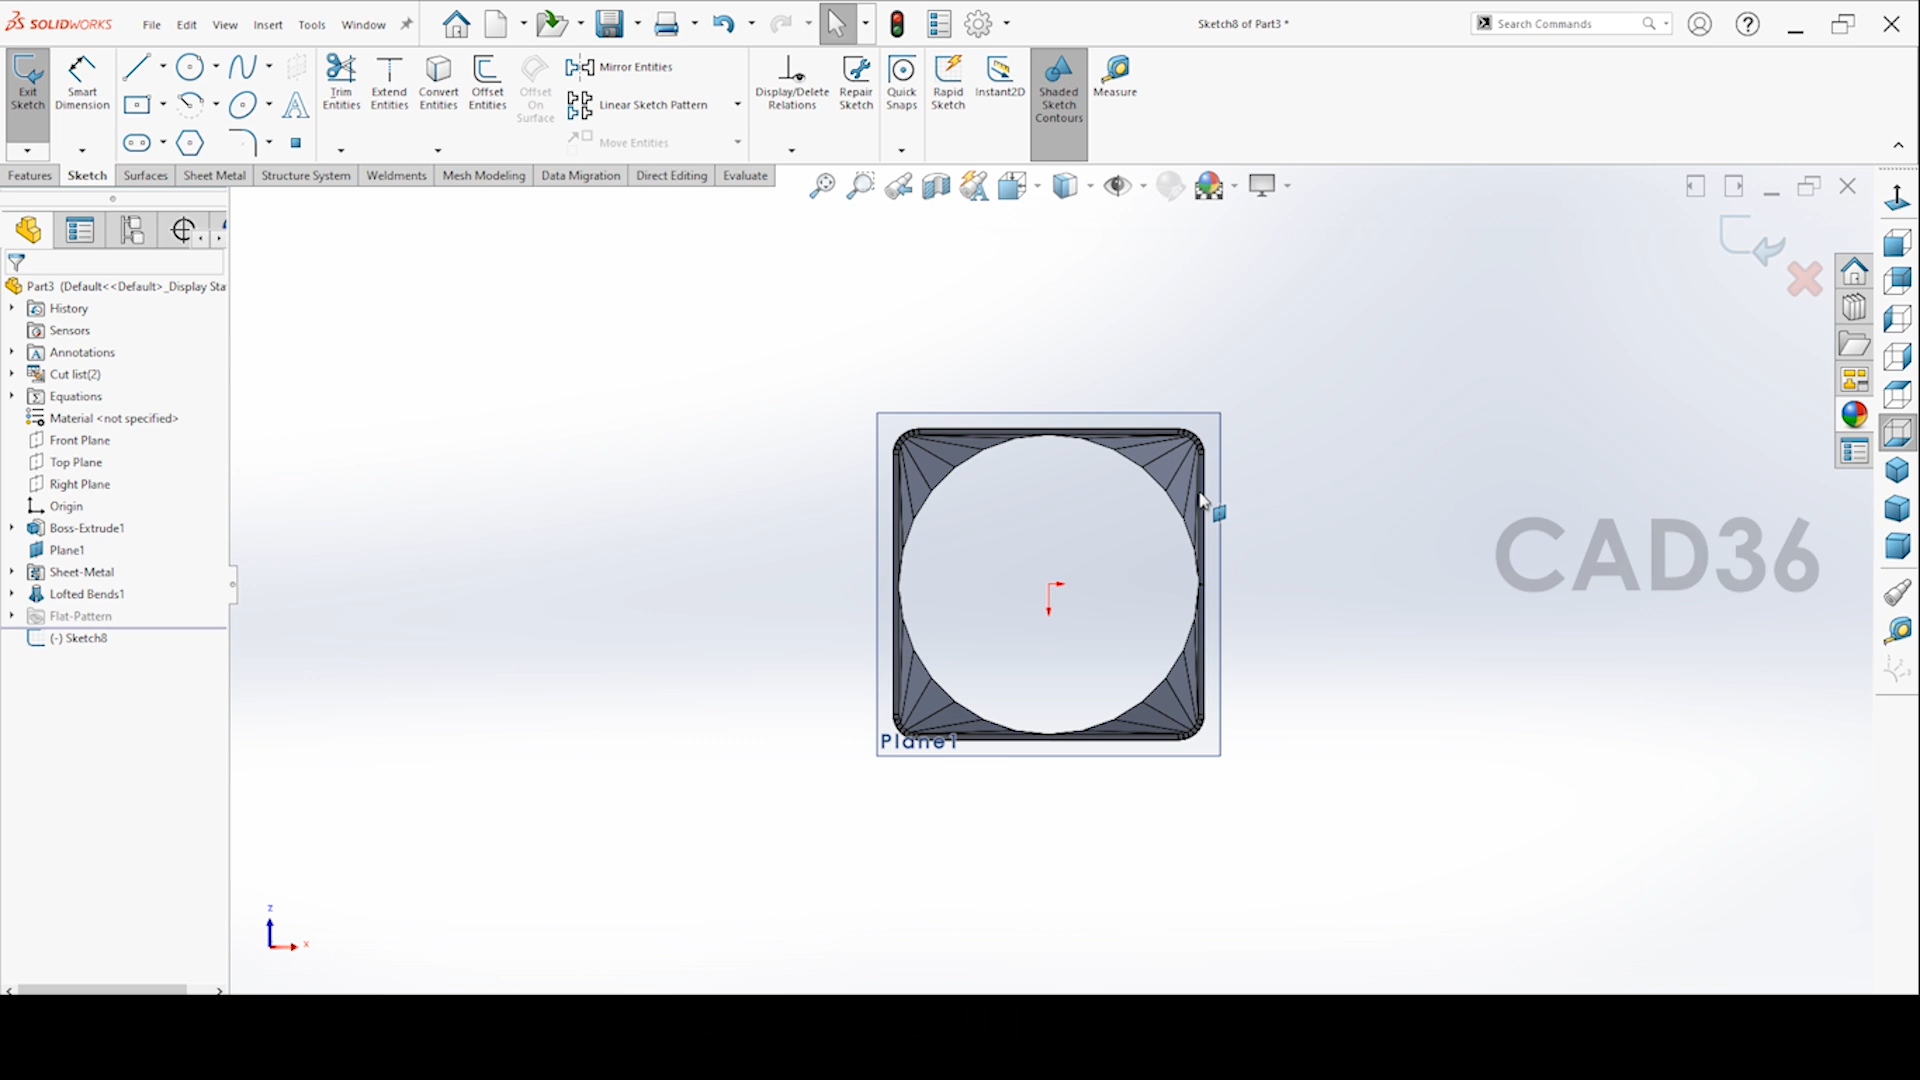 SOLIDWORKS
File
Edit
View
Insert
Tools
Window
Sketch8 of Part3 *
Search Commands
Exit Sketch
Smart Dimension
Trim Entities
Extend Entities
Convert Entities
Offset Entities
Offset On Surface
Mirror Entities
Linear Sketch Pattern
Move Entities
Display/Delete Relations
Repair Sketch
Quick Snaps
Rapid Sketch
Instant2D
Shaded Sketch Contours
Measure
Features
Sketch
Surfaces
Sheet Metal
Structure System
Weldments
Mesh Modeling
Data Migration
Direct Editing
Evaluate
Part3 (Default<<Default>_Display Sta
History
Sensors
Annotations
Cut list(2)
Equations
Material <not specified>
Front Plane
Top Plane
Right Plane
Origin
Boss-Extrude1
Plane1
Sheet-Metal
Lofted Bends1
Flat-Pattern
(-) Sketch8
Plane1
CAD36
z
x